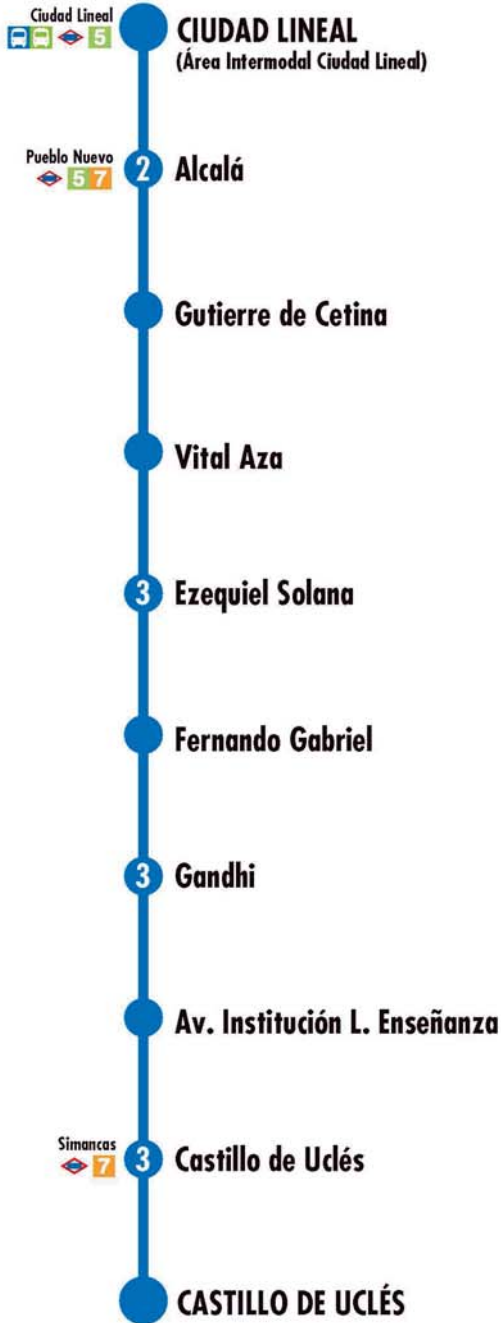 Ciudad Lineal
5
CIUDAD LINEAL
(Área Intermodal Ciudad Lineal)
Pueblo Nuevo
5 7
2 Alcalá
Gutierre de Cetina
Vital Aza
3 Ezequiel Solana
Fernando Gabriel
3 Gandhi
Av. Institución L. Enseñanza
Simancas
7
3 Castillo de Uclés
CASTILLO DE UCLÉS